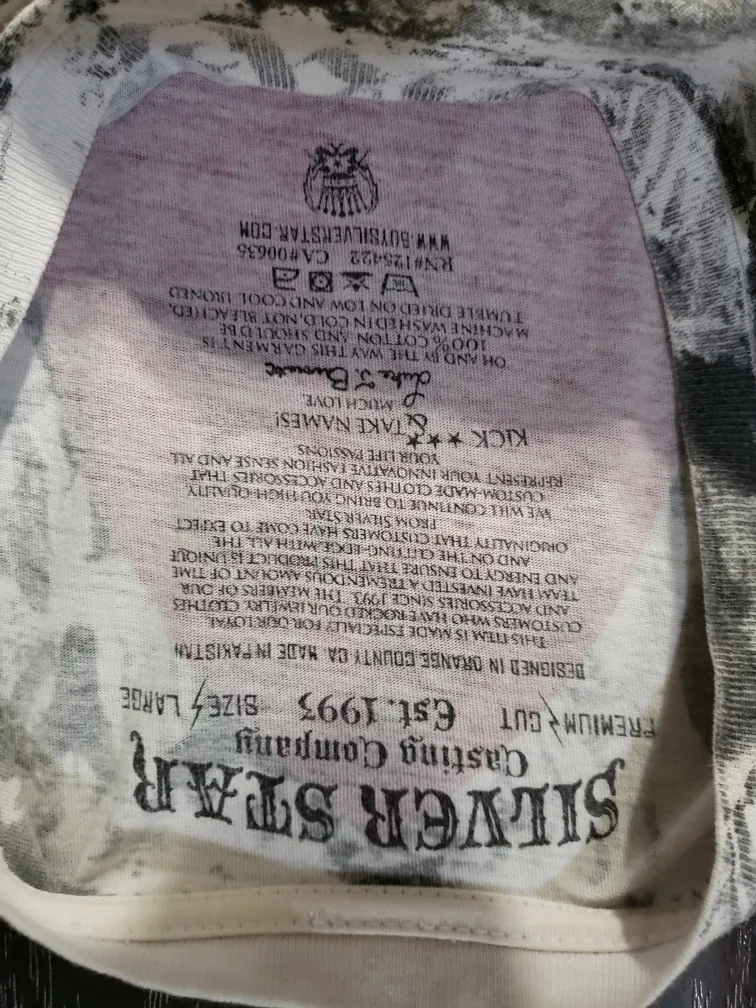 SILVER STAR
Casting Company
PREMIUM CUT Est. 1993 SIZE LARGE
DESIGNED IN ORANGE COUNTY CA MADE IN PAKISTAN
THIS ITEM IS MADE ESPECIALLY FOR OUR LOYAL
CUSTOMERS WHO HAVE ROCKED OUR JEWELRY, CLOTHES
AND ACCESSORIES SINCE 1993. THE MEMBERS OF OUR
TEAM HAVE INVESTED A TREMENDOUS AMOUNT OF TIME
AND ENERGY TO ENSURE THAT THIS PRODUCT IS UNIQUE
AND ON THE CUTTING-EDGE, WITH ALL THE
ORIGINALITY THAT CUSTOMERS HAVE COME TO EXPECT
FROM SILVER STAR.
WE WILL CONTINUE TO BRING YOU HIGH-QUALITY
CUSTOM-MADE CLOTHES AND ACCESSORIES THAT
REPRESENT YOUR INNOVATIVE FASHION SENSE AND ALL
YOUR LIFE PASSIONS.
KICK ★★★ & TAKE NAMES!
MUCH LOVE,
Luke J. Burrett
OH AND BY THE WAY THIS GARMENT IS
100% COTTON AND SHOULD BE
MACHINE WASHED IN COLD, NOT BLEACHED,
TUMBLE DRIED ON LOW AND COOL IRONED
RN#125422 CA#00635
WWW.BUYSILVERSTAR.COM